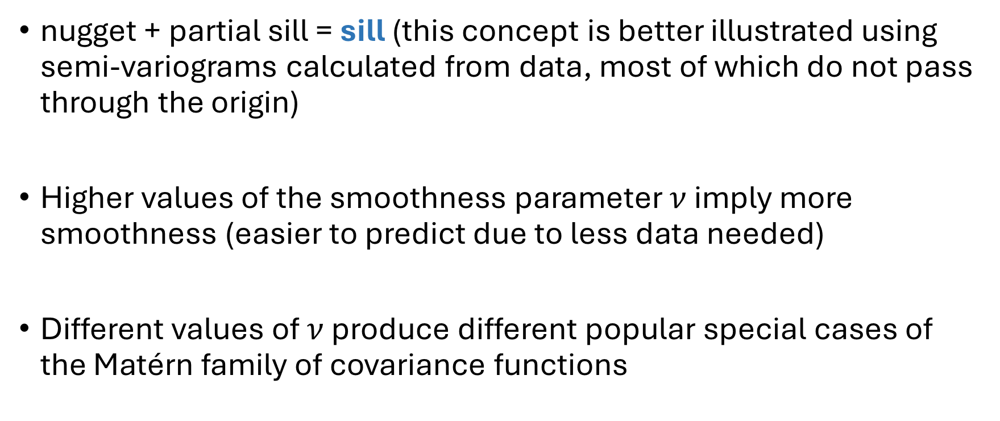 • nugget + partial sill = sill (this concept is better illustrated using
semi-variograms calculated from data, most of which do not pass
through the origin)
• Higher values of the smoothness parameter ν imply more
smoothness (easier to predict due to less data needed)
• Different values of ν produce different popular special cases of
the Matérn family of covariance functions